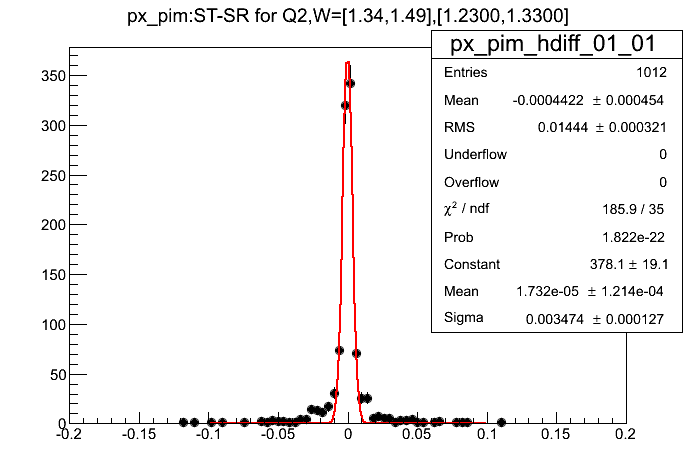 px_pim:ST-SR for Q2,W=[1.34,1.49],[1.2300,1.3300]
px_pim_hdiff_01_01
Entries 1012
Mean -0.0004422 ± 0.000454
RMS 0.01444 ± 0.000321
Underflow 0
Overflow 0
χ² / ndf 185.9 / 35
Prob 1.822e-22
Constant 378.1 ± 19.1
Mean 1.732e-05 ± 1.214e-04
Sigma 0.003474 ± 0.000127
350
300
250
200
150
100
50
0
-0.2 -0.15 -0.1 -0.05 0 0.05 0.1 0.15 0.2